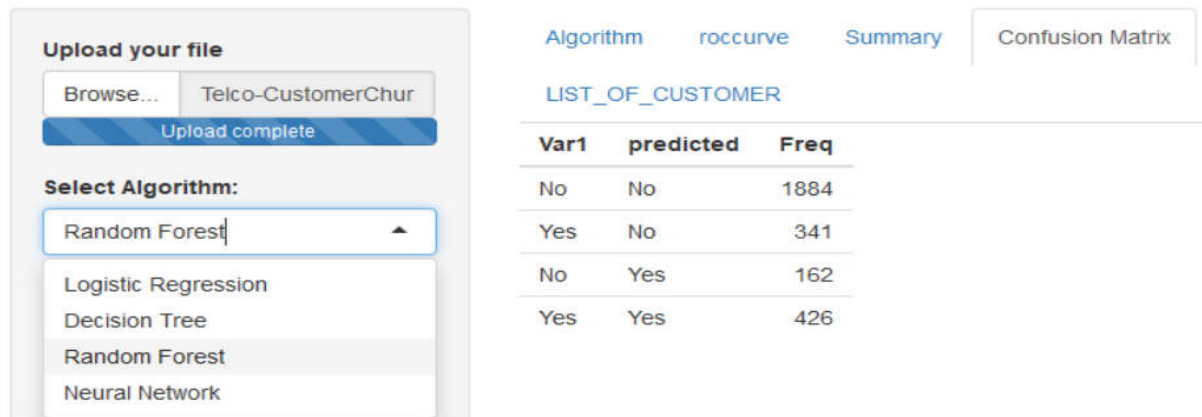 Upload your file
Browse... Telco-CustomerChur
Upload complete
Select Algorithm:
Random Forest
Logistic Regression
Decision Tree
Random Forest
Neural Network
Algorithm roccurve Summary Confusion Matrix
LIST_OF_CUSTOMER
Var1 predicted Freq
No No 1884
Yes No 341
No Yes 162
Yes Yes 426